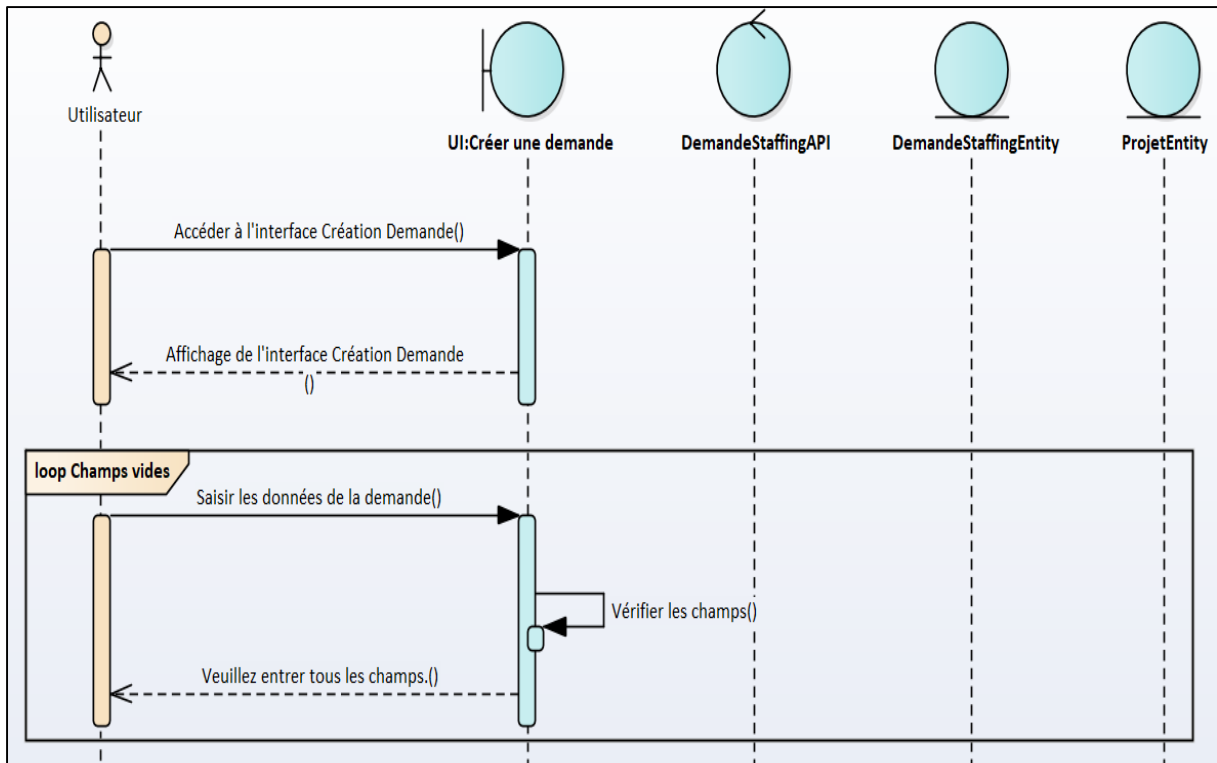 Utilisateur
UI:Créer une demande
DemandeStaffingAPI
DemandeStaffingEntity
ProjetEntity
Accéder à l'interface Création Demande()
Affichage de l'interface Création Demande
()
loop Champs vides
Saisir les données de la demande()
Vérifier les champs()
Veuillez entrer tous les champs.()